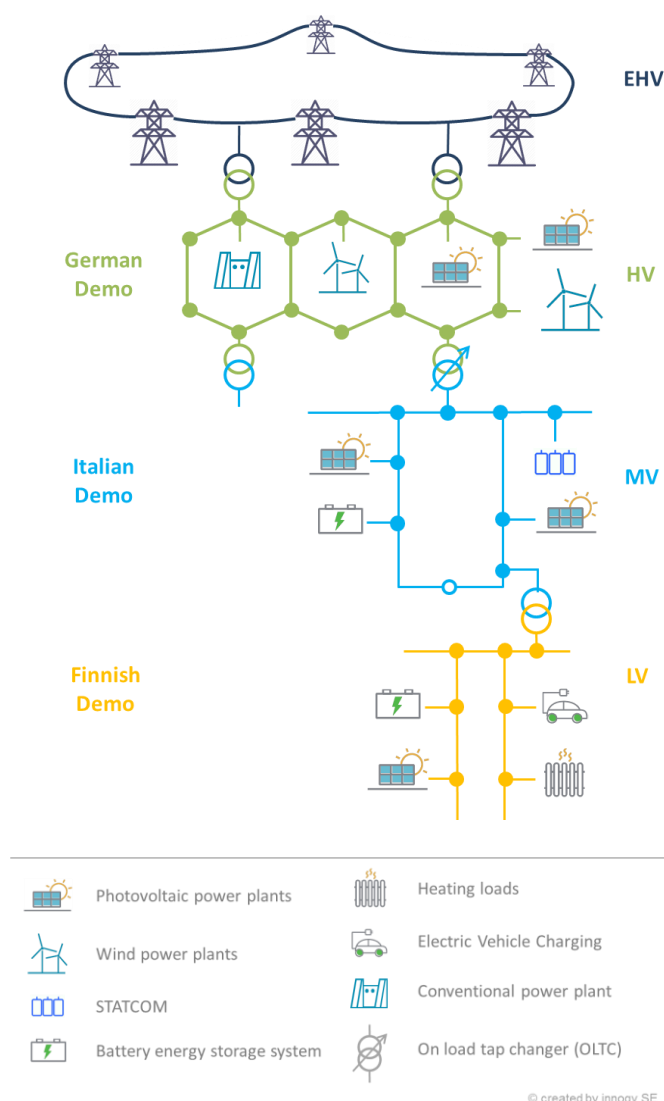 EHV
German
Demo
HV
Italian
Demo
MV
Finnish
Demo
LV
Photovoltaic power plants
Heating loads
Wind power plants
Electric Vehicle Charging
STATCOM
Conventional power plant
Battery energy storage system
On load tap changer (OLTC)
© created by innogy SE